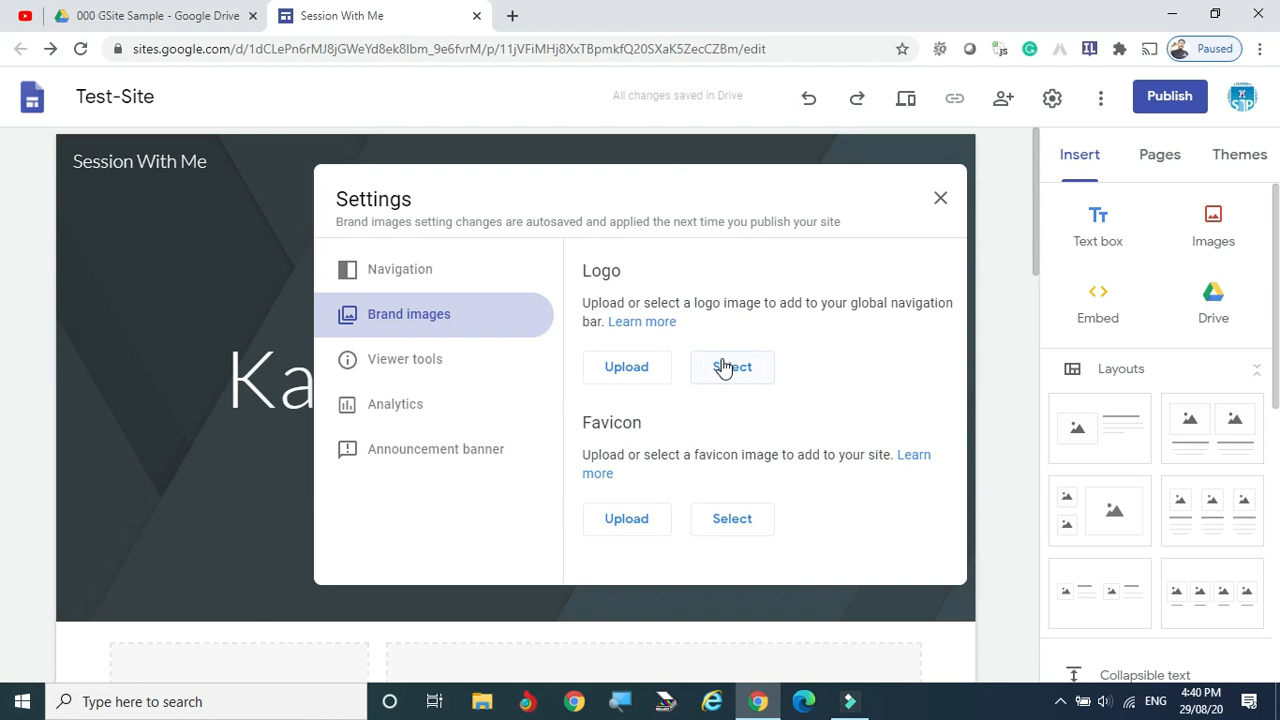 000 GSite Sample - Google Drive
Session With Me
sites.google.com/d/1dCLePn6rMJ8jGWeYd8ek8Ibm_9e6fvrM/p/11jVFiMHj8XxTBpmkfQ20SXaK5ZecCZBm/edit
Paused
Test-Site
All changes saved in Drive
Publish
Session With Me
Insert
Pages
Themes
Settings
Brand images setting changes are autosaved and applied the next time you publish your site
Text box
Images
Navigation
Logo
Brand images
Upload or select a logo image to add to your global navigation
bar. Learn more
Embed
Drive
Viewer tools
Upload
Select
Layouts
Ka
Analytics
Favicon
Announcement banner
Upload or select a favicon image to add to your site. Learn
more
Upload
Select
Collapsible text
Type here to search
ENG
4:40 PM
29/08/20